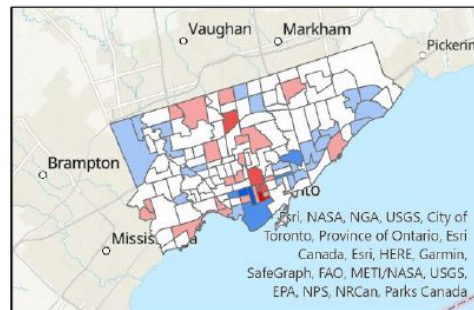 Vaughan
Markham
Pickerin
Brampton
nto
Mississ
a
Esri, NASA, NGA, USGS, City of
Toronto, Province of Ontario, Esri
Canada, Esri, HERE, Garmin,
SafeGraph, FAO, METI/NASA, USGS,
EPA, NPS, NRCan, Parks Canada